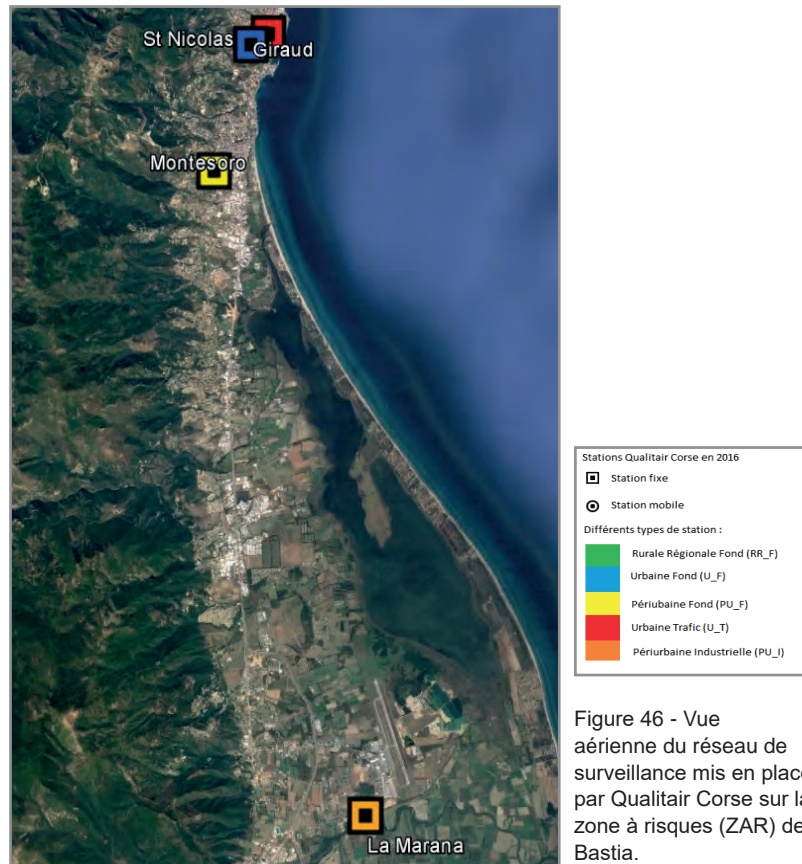 St Nicolas
Giraud
Montesoro
La Marana
Stations Qualitair Corse en 2016
Station fixe
Station mobile
Différents types de station :
Rurale Régionale Fond (RR_F)
Urbaine Fond (U_F)
Périubaine Fond (PU_F)
Urbaine Trafic (U_T)
Périurbaine Industrielle (PU_I)
Figure 46 - Vue
aérienne du réseau de
surveillance mis en place
par Qualitair Corse sur la
zone à risques (ZAR) de
Bastia.